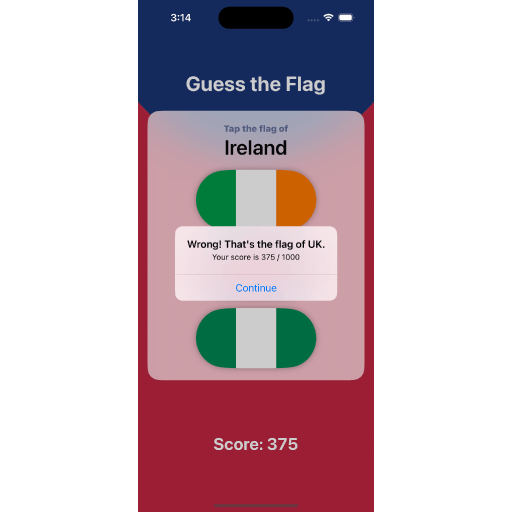 3:14
Guess the Flag
Tap the flag of
Ireland
Wrong! That's the flag of UK.
Your score is 375 / 1000
Continue
Score: 375